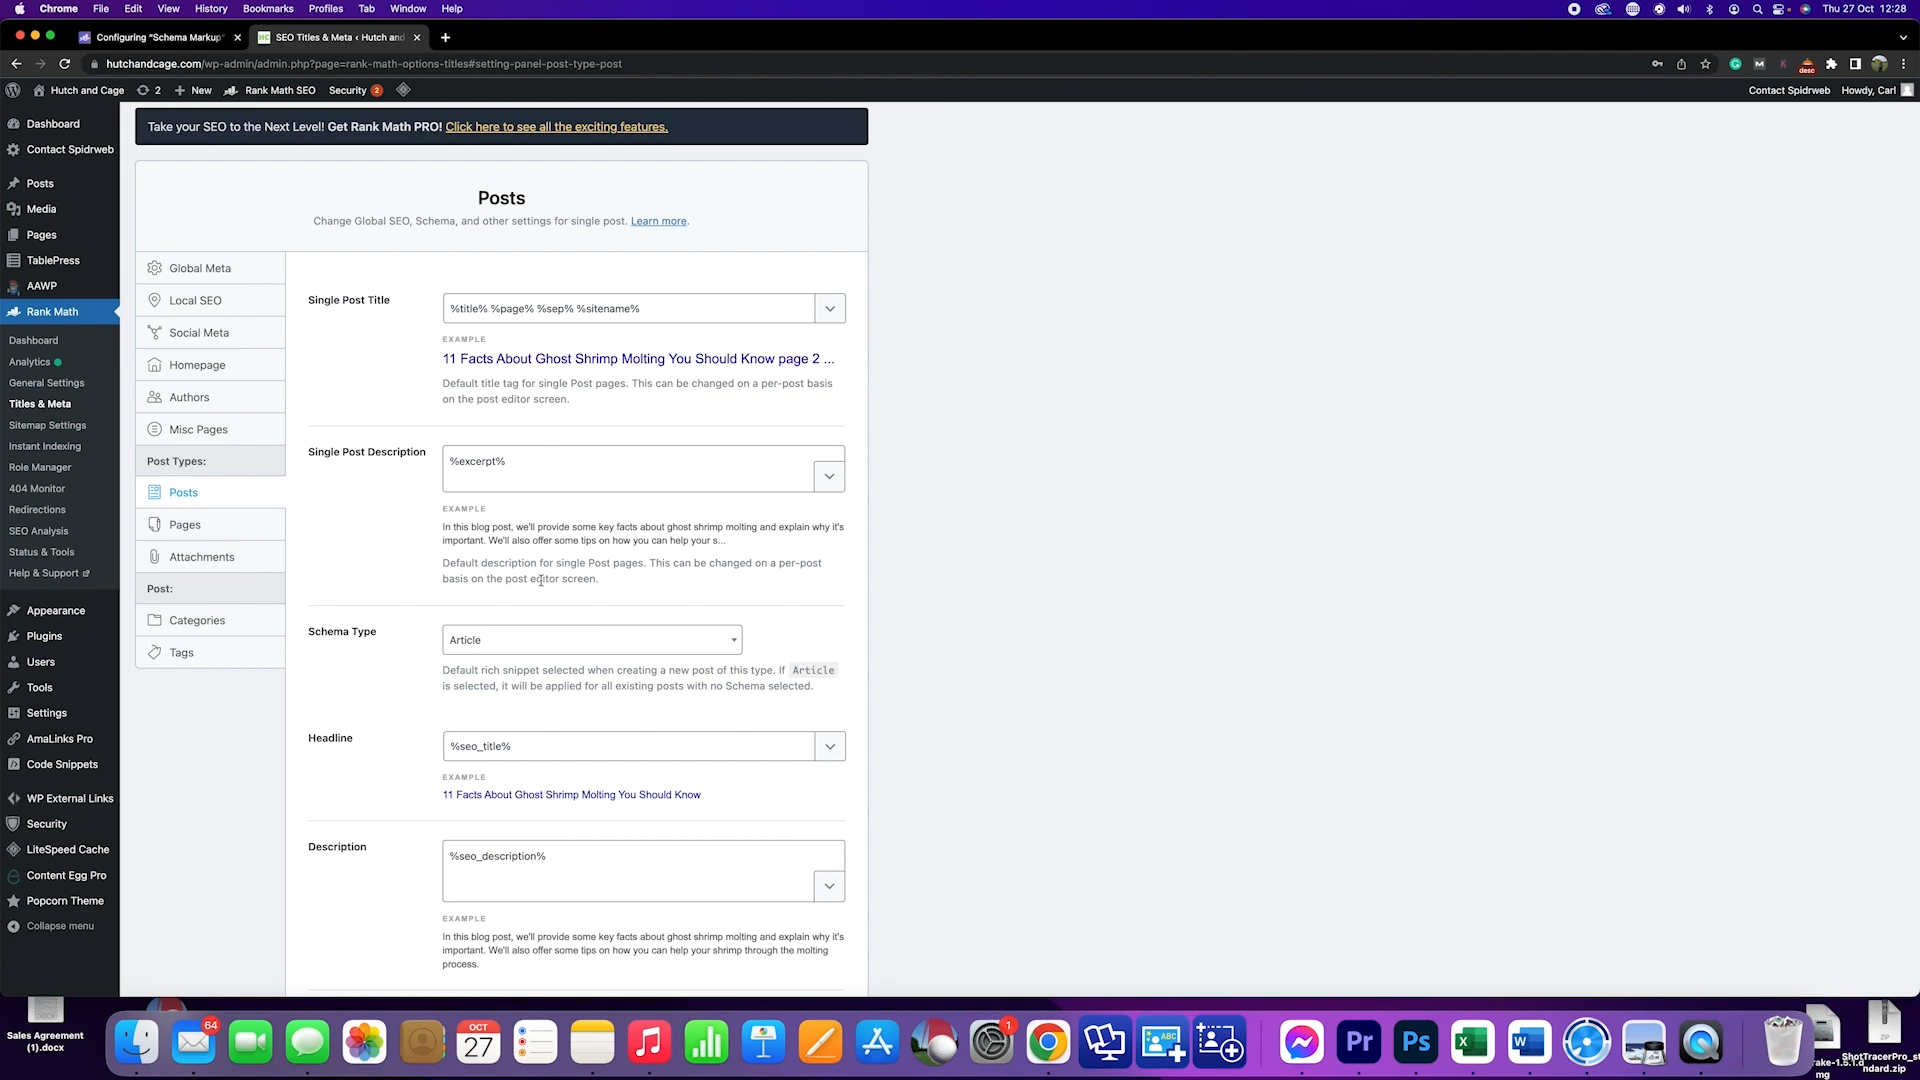 Chrome File Edit View History Bookmarks Profiles Tab Window Help Thu 27 Oct 12:28
Configuring "Schema Markup" SEO Titles & Meta ‹ Hutch and
hutchandcage.com/wp-admin/admin.php?page=rank-math-options-titles#setting-panel-post-type-post
desc
Hutch and Cage 2 New Rank Math SEO Security 2 Contact Spidrweb Howdy, Carl
Dashboard
Contact Spidrweb
Posts
Media
Pages
TablePress
AAWP
Rank Math
Dashboard
Analytics
General Settings
Titles & Meta
Sitemap Settings
Instant Indexing
Role Manager
404 Monitor
Redirections
SEO Analysis
Status & Tools
Help & Support
Appearance
Plugins
Users
Tools
Settings
AmaLinks Pro
Code Snippets
WP External Links
Security
LiteSpeed Cache
Content Egg Pro
Popcorn Theme
Collapse menu
Take your SEO to the Next Level! Get Rank Math PRO! Click here to see all the exciting features.
Posts
Change Global SEO, Schema, and other settings for single post. Learn more.
Global Meta
Local SEO
Social Meta
Homepage
Authors
Misc Pages
Post Types:
Posts
Pages
Attachments
Post:
Categories
Tags
Single Post Title
%title% %page% %sep% %sitename%
EXAMPLE
11 Facts About Ghost Shrimp Molting You Should Know page 2 ...
Default title tag for single Post pages. This can be changed on a per-post basis
on the post editor screen.
Single Post Description
%excerpt%
EXAMPLE
In this blog post, we'll provide some key facts about ghost shrimp molting and explain why it's
important. We'll also offer some tips on how you can help your s...
Default description for single Post pages. This can be changed on a per-post
basis on the post editor screen.
Schema Type
Article
Default rich snippet selected when creating a new post of this type. If Article
is selected, it will be applied for all existing posts with no Schema selected.
Headline
%seo_title%
EXAMPLE
11 Facts About Ghost Shrimp Molting You Should Know
Description
%seo_description%
EXAMPLE
In this blog post, we'll provide some key facts about ghost shrimp molting and explain why it's
important. We'll also offer some tips on how you can help your shrimp through the molting
process.
DOCX
Sales Agreement
(1).docx
64
OCT
27
1
ABC
Pr
Ps
X
W
ZIP
ShotTracerPro_st
ndard.zip